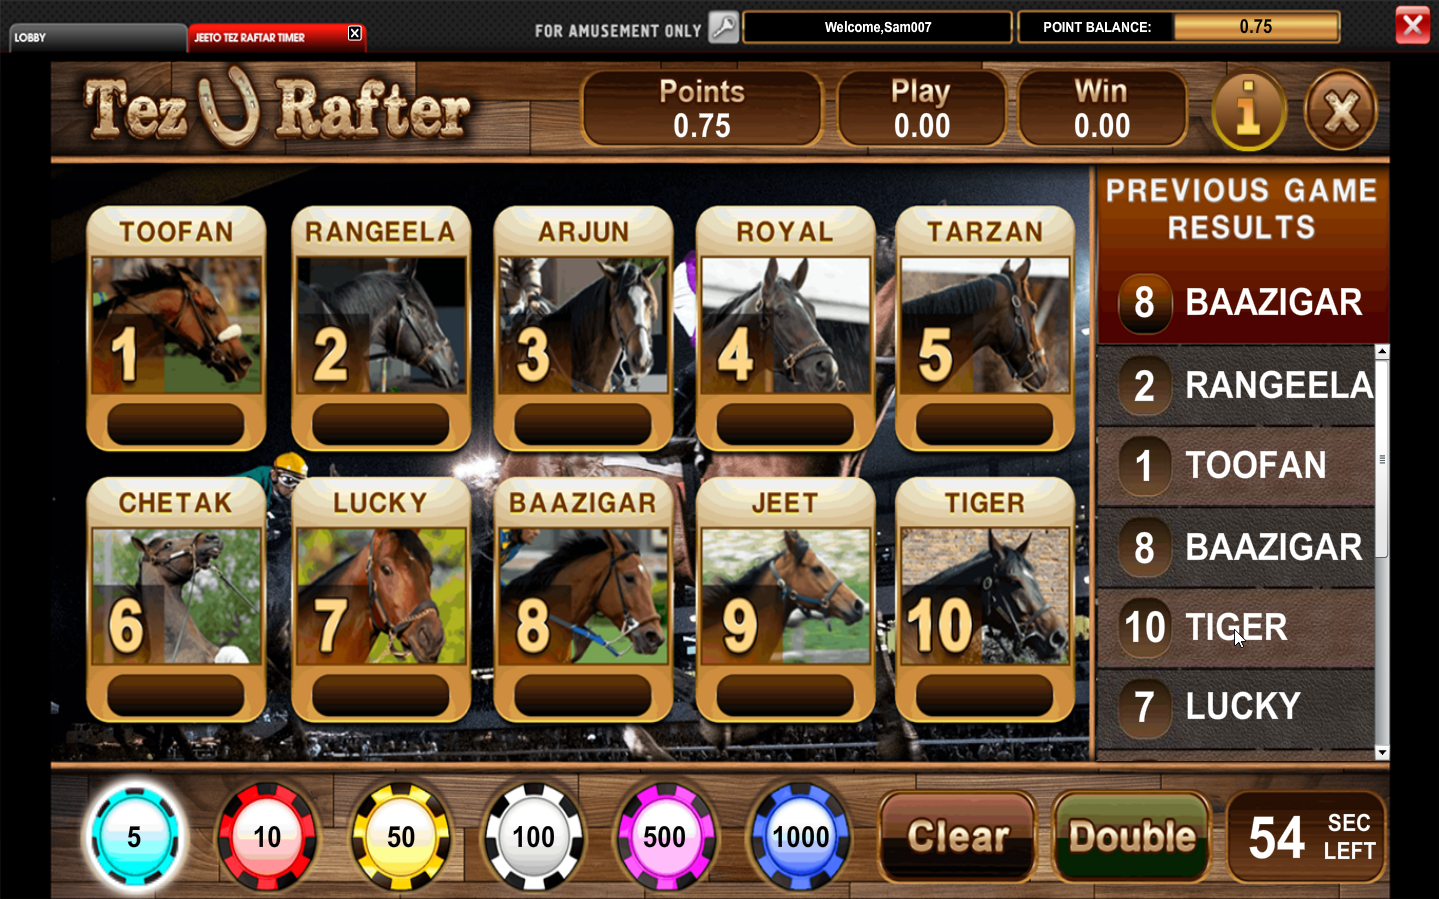 LOBBY
JEETO TEZ RAFTAR TIMER
FOR AMUSEMENT ONLY
Welcome,Sam007
POINT BALANCE:
0.75
Tez Rafter
Points
0.75
Play
0.00
Win
0.00
i
TOOFAN
RANGEELA
ARJUN
ROYAL
TARZAN
1
2
3
4
5
CHETAK
LUCKY
BAAZIGAR
JEET
TIGER
6
7
8
9
10
PREVIOUS GAME
RESULTS
8 BAAZIGAR
2 RANGEELA
1 TOOFAN
8 BAAZIGAR
10 TIGER
7 LUCKY
5
10
50
100
500
1000
Clear
Double
54
SEC
LEFT